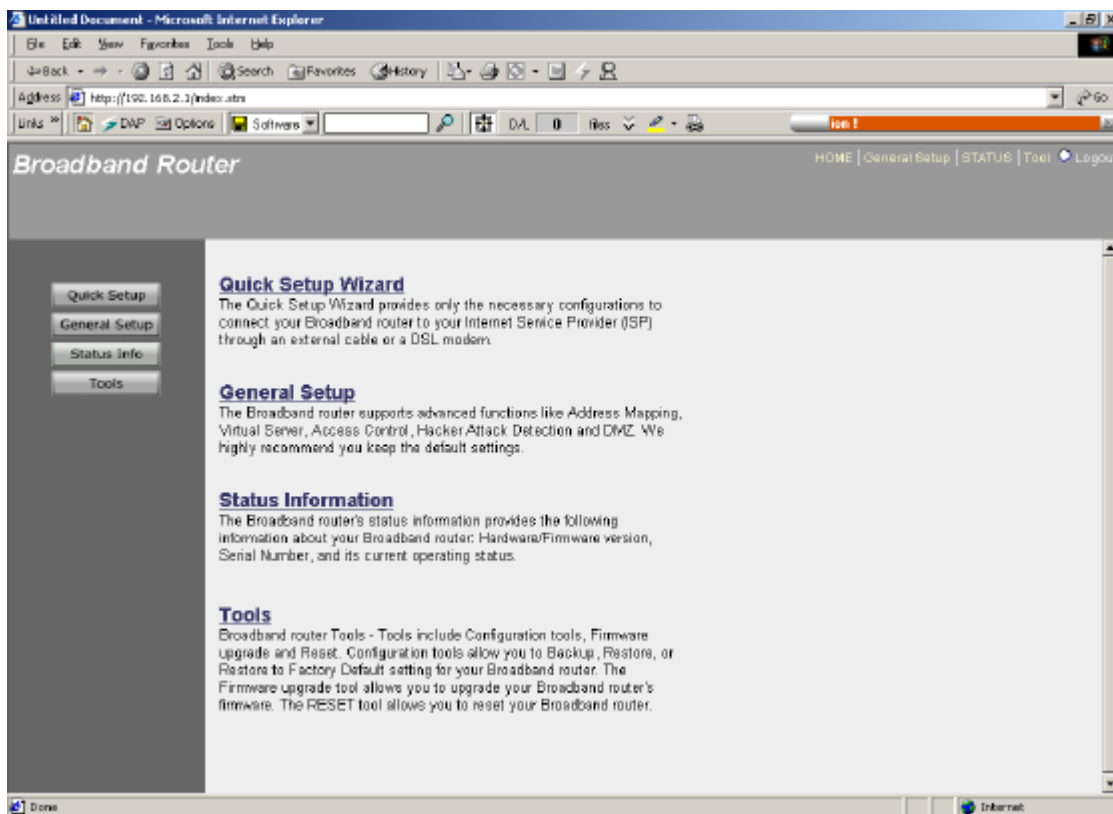 Untitled Document - Microsoft Internet Explorer
File Edit View Favorites Tools Help
Back Search Favorites History
Address http://192.168.2.1/index.stm Go
Links DAP Options Software D/L 0 files ion !
Broadband Router
HOME | General Setup | STATUS | Tool Logou
Quick Setup
General Setup
Status Info
Tools
Quick Setup Wizard
The Quick Setup Wizard provides only the necessary configurations to
connect your Broadband router to your Internet Service Provider (ISP)
through an external cable or a DSL modem.
General Setup
The Broadband router supports advanced functions like Address Mapping,
Virtual Server, Access Control, Hacker Attack Detection and DMZ. We
highly recommend you keep the default settings.
Status Information
The Broadband router's status information provides the following
information about your Broadband router: Hardware/Firmware version,
Serial Number, and its current operating status.
Tools
Broadband router Tools - Tools include Configuration tools, Firmware
upgrade and Reset. Configuration tools allow you to Backup, Restore, or
Restore to Factory Default setting for your Broadband router. The
Firmware upgrade tool allows you to upgrade your Broadband router's
firmware. The RESET tool allows you to reset your Broadband router.
Done Internet